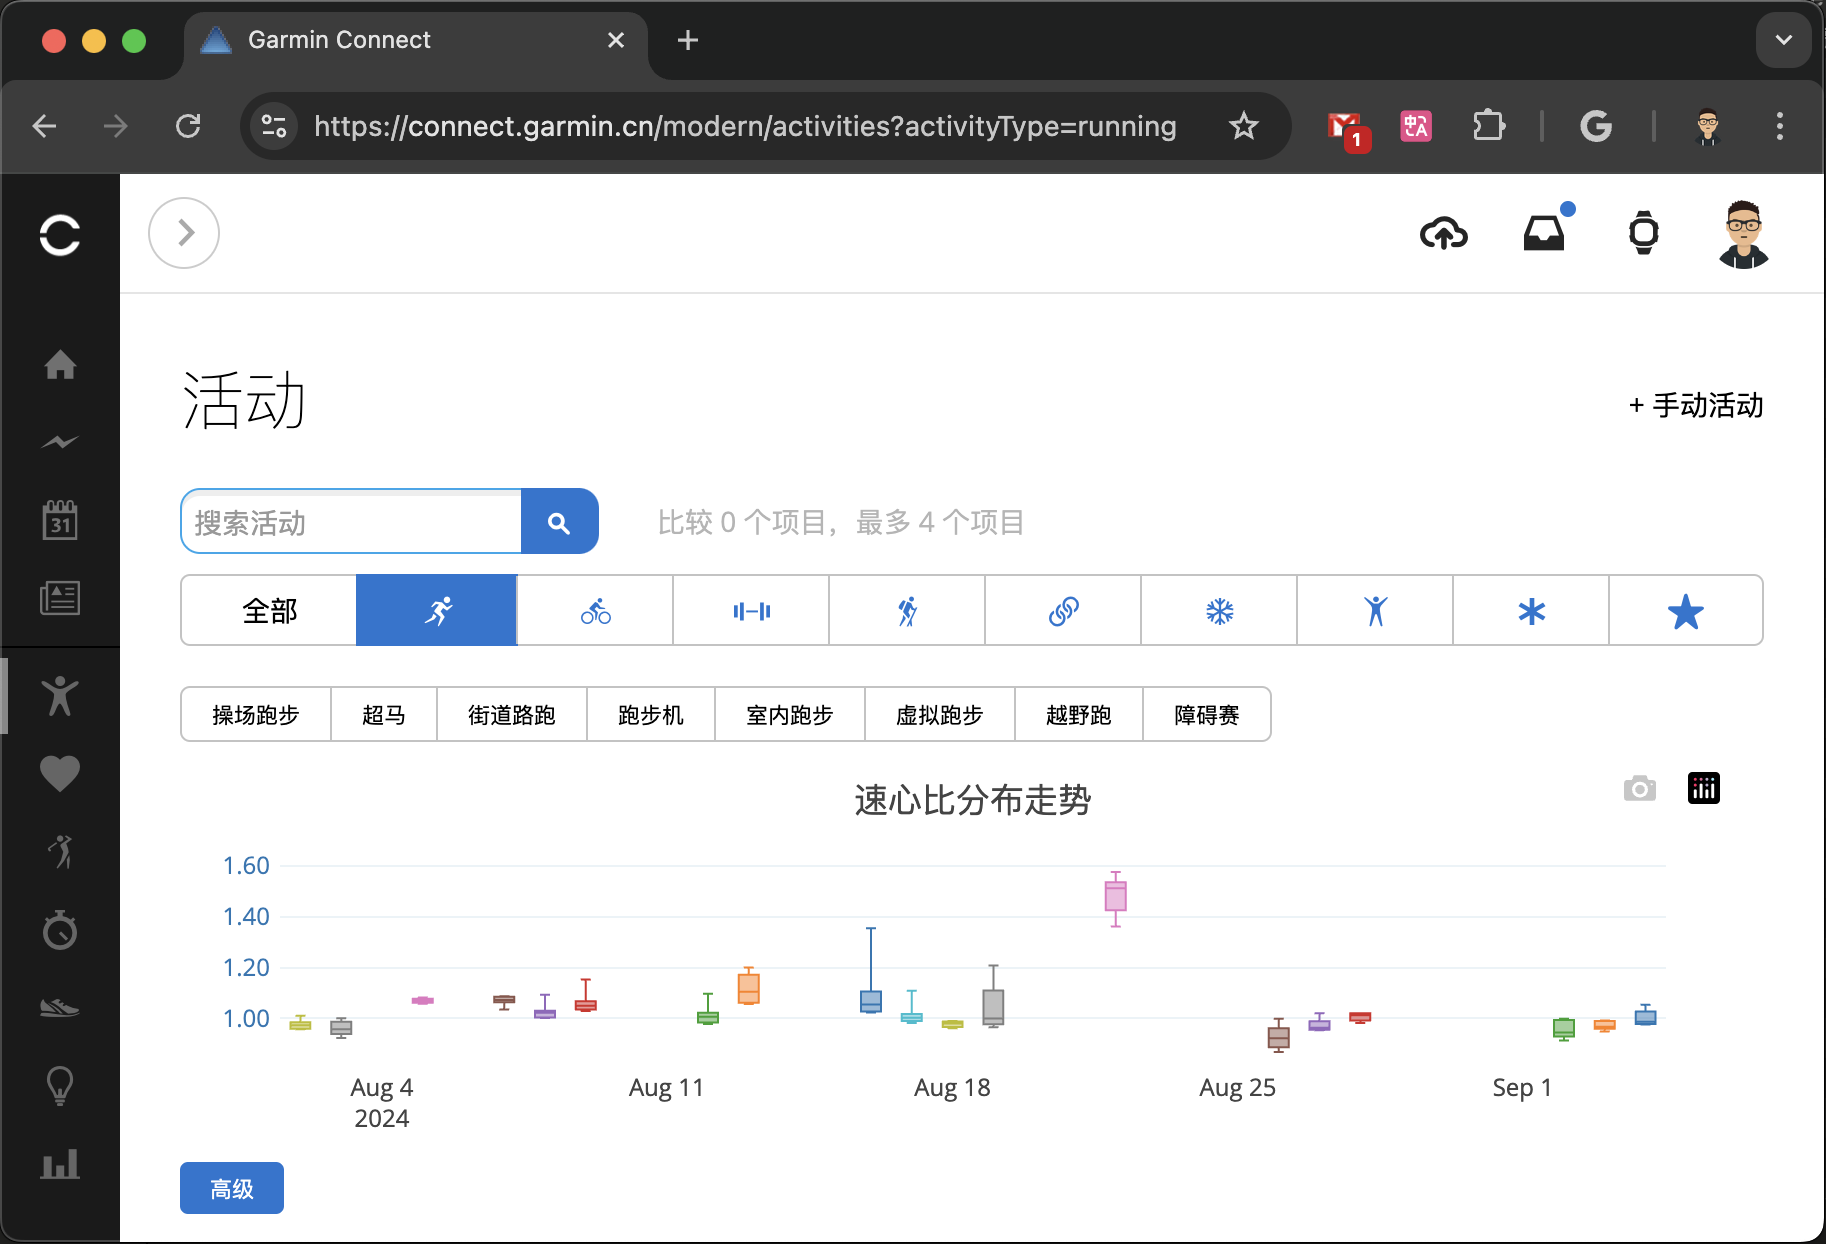 Garmin Connect
https://connect.garmin.cn/modern/activities?activityType=running
1
中A
G
31
活动
+ 手动活动
搜索活动
比较 0 个项目，最多 4 个项目
全部
操场跑步 超马 街道路跑 跑步机 室内跑步 虚拟跑步 越野跑 障碍赛
速心比分布走势
1.60
1.40
1.20
1.00
Aug 4 Aug 11 Aug 18 Aug 25 Sep 1
2024
高级